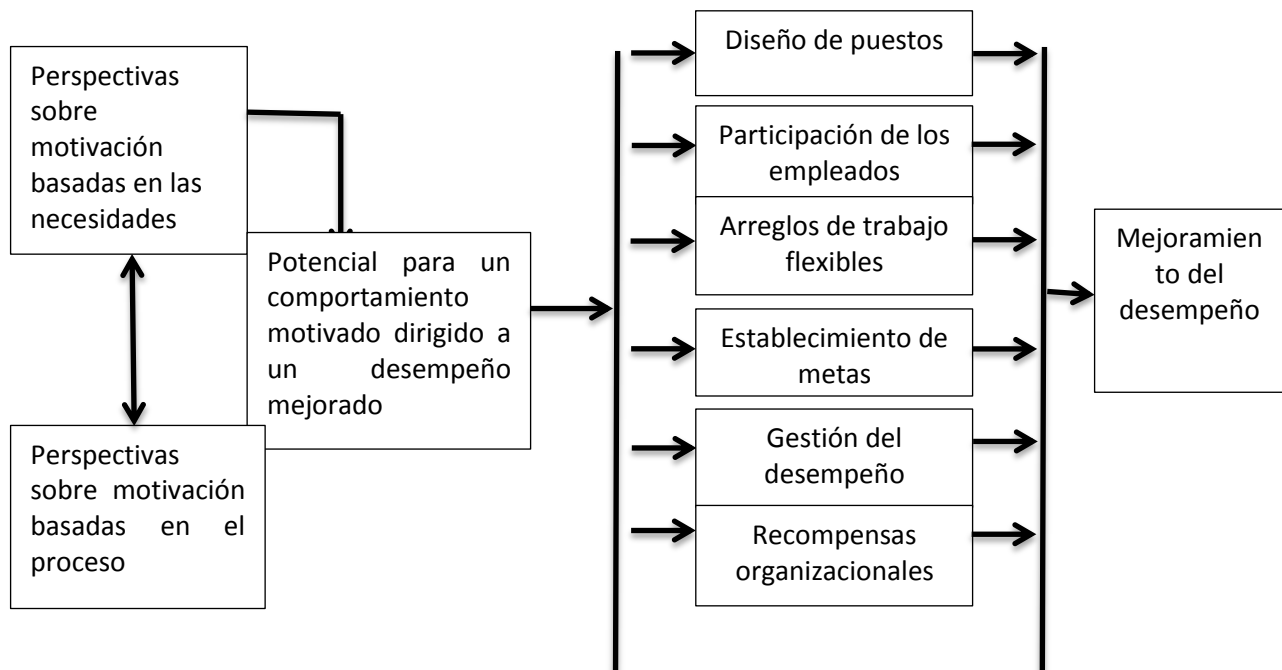 Perspectivas
sobre
motivación
basadas en las
necesidades
Potencial para un
comportamiento
motivado dirigido a
un desempeño
mejorado
Perspectivas
sobre motivación
basadas en el
proceso
Diseño de puestos
Participación de los
empleados
Arreglos de trabajo
flexibles
Establecimiento de
metas
Gestión del
desempeño
Recompensas
organizacionales
Mejoramien
to del
desempeño